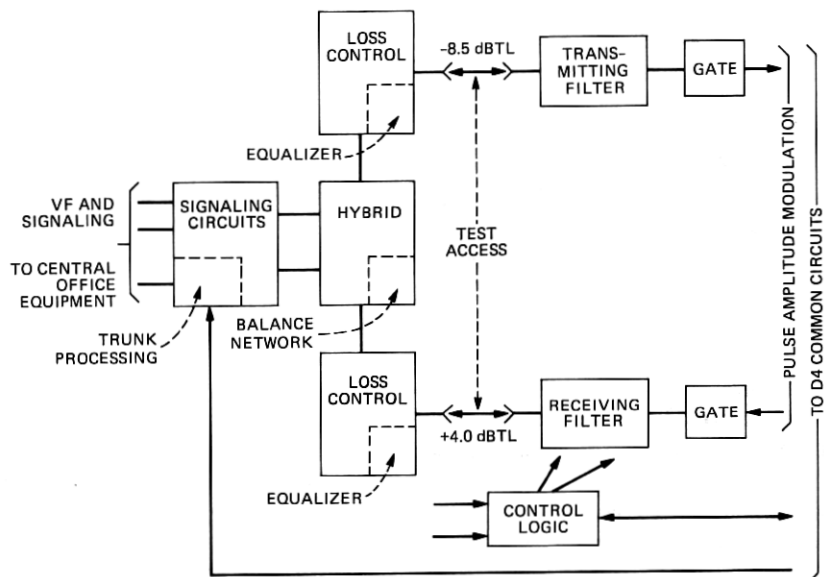 LOSS
CONTROL
EQUALIZER
-8.5 dBTL
TRANS-
MITTING
FILTER
GATE
VF AND
SIGNALING
TO CENTRAL
OFFICE
EQUIPMENT
SIGNALING
CIRCUITS
TRUNK
PROCESSING
HYBRID
BALANCE
NETWORK
TEST
ACCESS
PULSE AMPLITUDE MODULATION
TO D4 COMMON CIRCUITS
LOSS
CONTROL
EQUALIZER
+4.0 dBTL
RECEIVING
FILTER
GATE
CONTROL
LOGIC